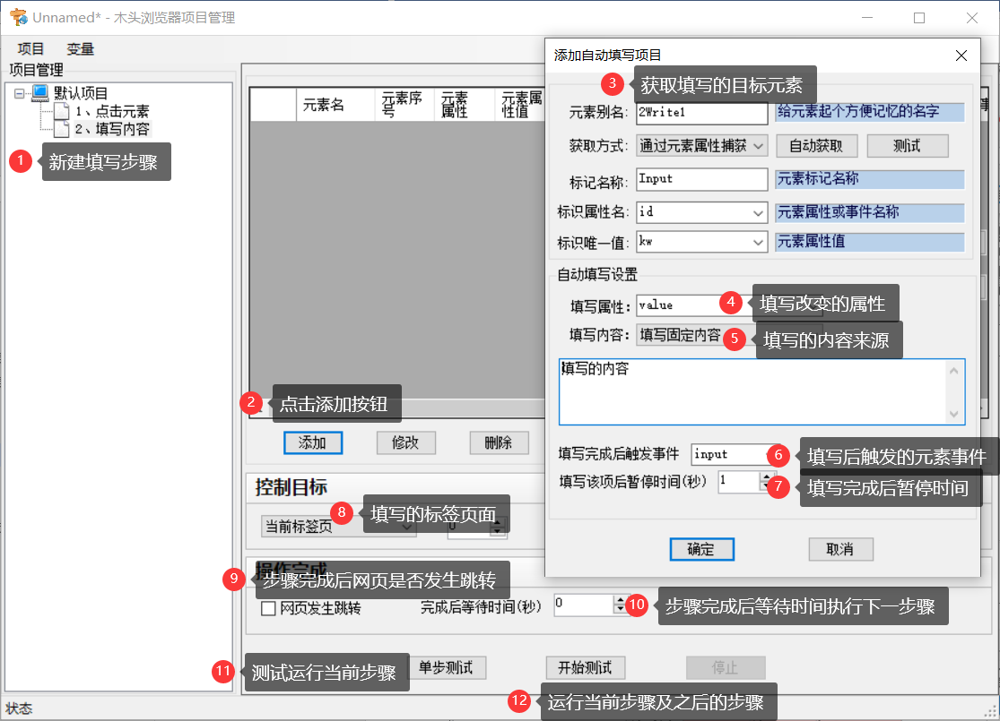 Unnamed* - 木头浏览器项目管理
项目 变量
项目管理
默认项目
1、点击元素
2、填写内容
1 新建填写步骤
元素名
元素序号
元素属性
元素属性值
2 点击添加按钮
添加 修改 删除
控制目标
8 填写的标签页面
当前标签页 0
操作完成
9 步骤完成后网页是否发生跳转
网页发生跳转 完成后等待时间(秒) 0
10 步骤完成后等待时间执行下一步骤
11 测试运行当前步骤
单步测试 开始测试 停止
12 运行当前步骤及之后的步骤
状态
添加自动填写项目
3 获取填写的目标元素
元素别名: 2Write1 给元素起个方便记忆的名字
获取方式: 通过元素属性捕获 自动获取 测试
标记名称: Input 元素标记名称
标识属性名: id 元素属性或事件名称
标识唯一值: kw 元素属性值
自动填写设置
填写属性: value
4 填写改变的属性
填写内容: 填写固定内容
5 填写的内容来源
填写的内容
填写完成后触发事件 input
6 填写后触发的元素事件
填写该项后暂停时间(秒) 1
7 填写完成后暂停时间
确定 取消